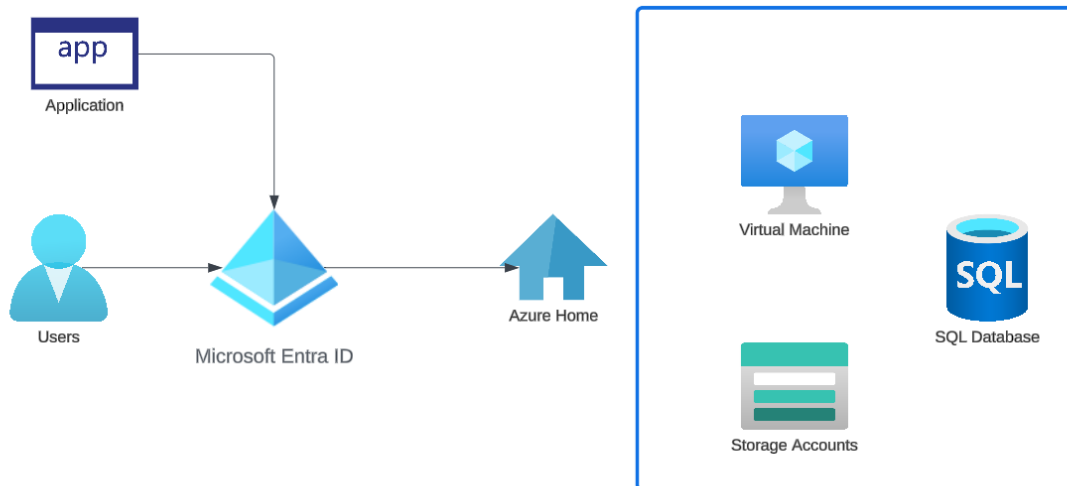 app
Application
Users
Microsoft Entra ID
Azure Home
Virtual Machine
SQL
SQL Database
Storage Accounts